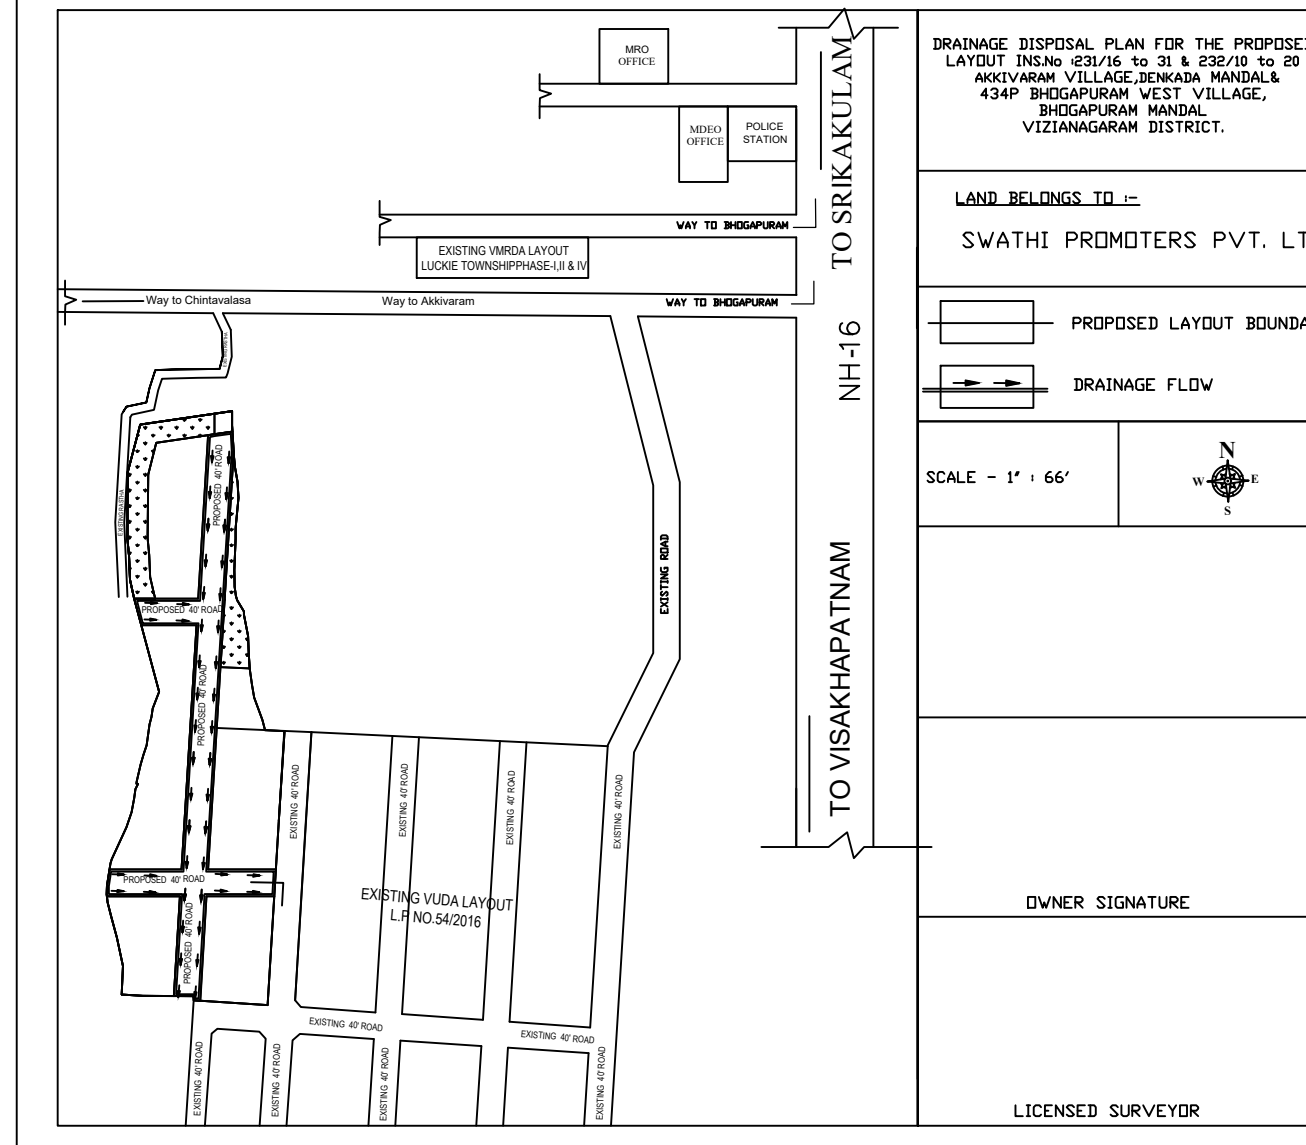 MRO
OFFICE
MDEO
OFFICE
POLICE
STATION
WAY TO BHOGAPURAM
EXISTING VMRDA LAYOUT
LUCKIE TOWNSHIPPHASE-I,II & IV
Way to Chintavalasa
Way to Akkivaram
WAY TO BHOGAPURAM
TO SRIKAKULAM
NH-16
TO VISAKHAPATNAM
EXISTING ROAD
EXISTING RASTHA
PROPOSED 40' ROAD
PROPOSED 40' ROAD
PROPOSED 40' ROAD
PROPOSED 40' ROAD
PROPOSED 40' ROAD
PROPOSED 40' ROAD
PROPOSED 40' ROAD
EXISTING 40' ROAD
EXISTING 40' ROAD
EXISTING 40' ROAD
EXISTING 40' ROAD
EXISTING VUDA LAYOUT
L.P NO.54/2016
EXISTING 40' ROAD
EXISTING 40' ROAD
EXISTING 40' ROAD
EXISTING 40' ROAD
EXISTING 40' ROAD
EXISTING 40' ROAD
DRAINAGE DISPOSAL PLAN FOR THE PROPOSED
LAYOUT INS.No :231/16 to 31 & 232/10 to 20
AKKIVARAM VILLAGE,DENKADA MANDAL&
434P BHOGAPURAM WEST VILLAGE,
BHOGAPURAM MANDAL
VIZIANAGARAM DISTRICT.
LAND BELONGS TO :-
SWATHI PROMOTERS PVT. LT
PROPOSED LAYOUT BOUNDA
DRAINAGE FLOW
SCALE - 1" : 66'
N
W
E
S
OWNER SIGNATURE
LICENSED SURVEYOR